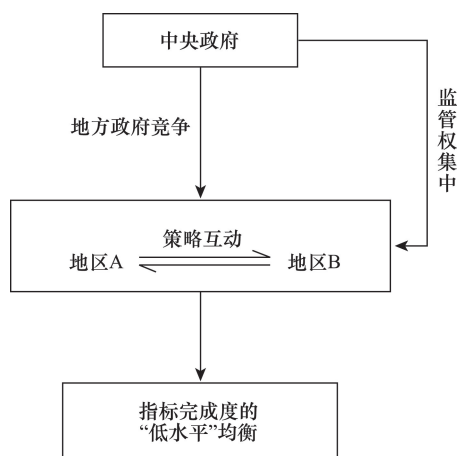 中央政府
地方政府竞争
监管权集中
策略互动
地区A
地区B
指标完成度的
“低水平”均衡